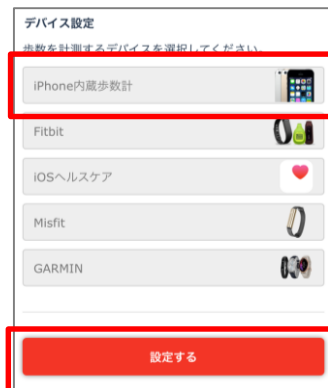 デバイス設定
歩数を計測するデバイスを選択してください。
iPhone内蔵歩数計
Fitbit
iOSヘルスケア
Misfit
GARMIN
設定する